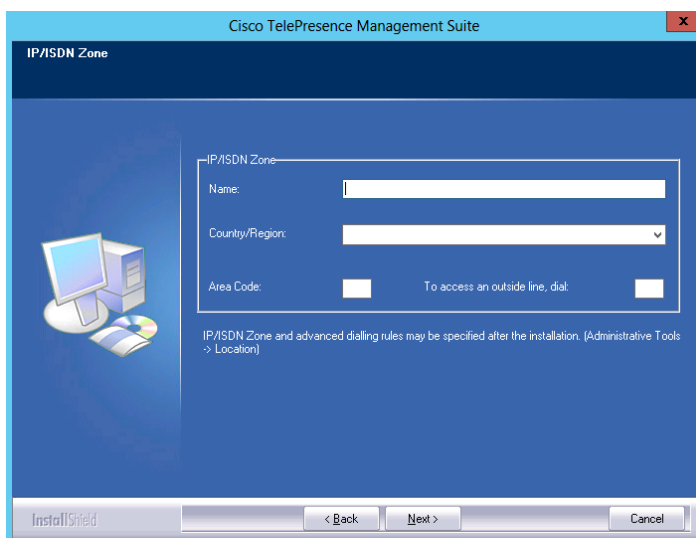 Cisco TelePresence Management Suite
x
IP/ISDN Zone
IP/ISDN Zone
Name:
Country/Region:
Area Code:
To access an outside line, dial:
IP/ISDN Zone and advanced dialling rules may be specified after the installation. (Administrative Tools
-> Location)
InstallShield
< Back
Next >
Cancel